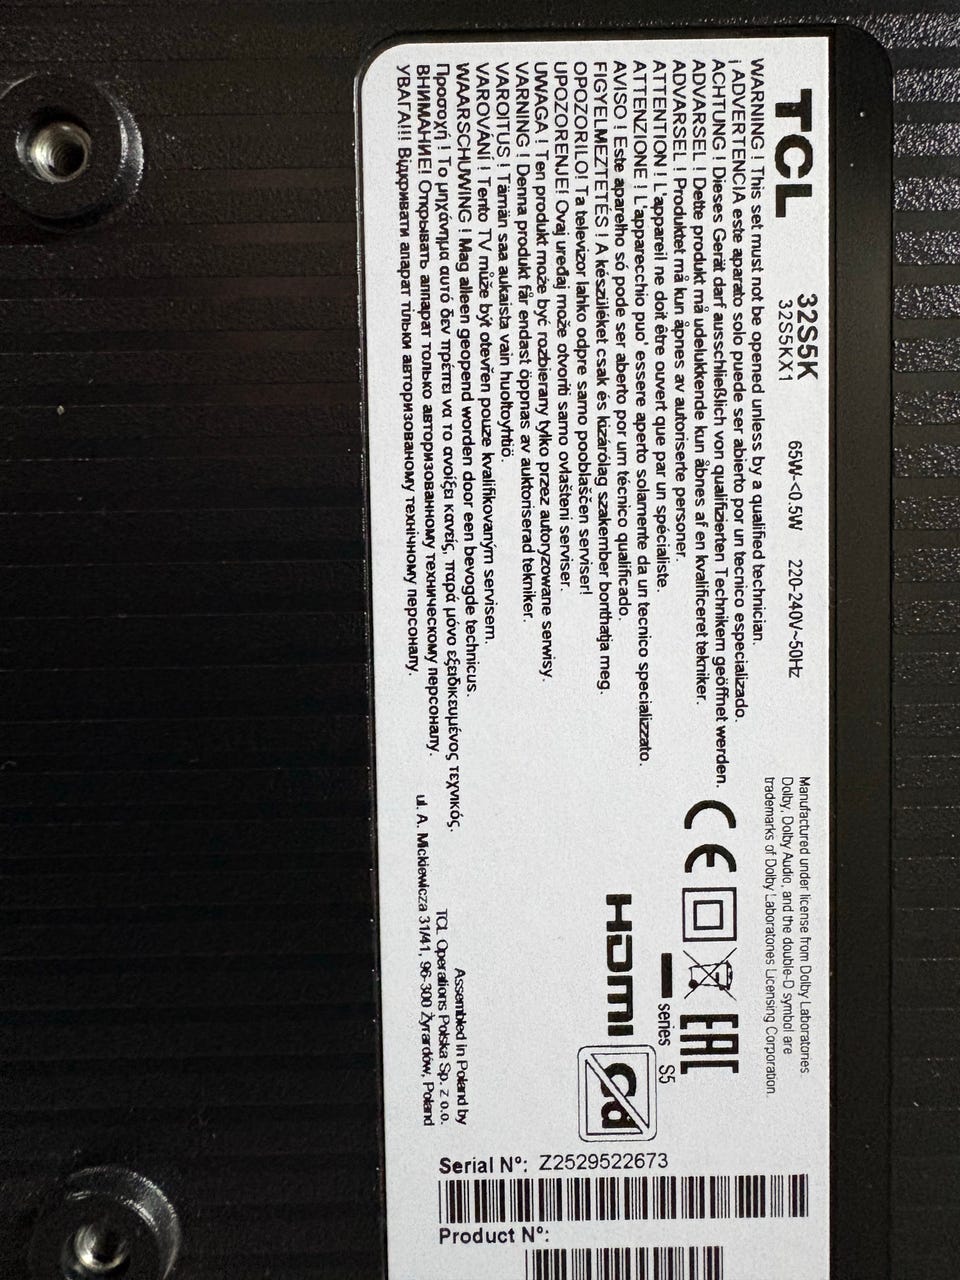 TCL
32S5K
32S5KX1
65W-<0.5W
220-240V~50Hz
Manufactured under license from Dolby Laboratories.
Dolby, Dolby Audio, and the double-D symbol are
trademarks of Dolby Laboratories Licensing Corporation.
WARNING ! This set must not be opened unless by a qualified technician.
¡ ADVERTENCIA este aparato solo puede ser abierto por un tecnico especializado.
ACHTUNG ! Dieses Gerät darf ausschließlich von qualifizierten Technikern geöffnet werden.
ADVARSEL ! Dette produkt må udelukkende kun åbnes af en kvalificeret tekniker.
ADVARSEL ! Produktet må kun åpnes av autoriserte personer.
ATTENTION ! L'appareil ne doit être ouvert que par un spécialiste.
ATTENZIONE ! L'apparecchio puo' essere aperto solamente da un tecnico specializzato.
AVISO ! Este aparelho só pode ser aberto por um técnico qualificado.
FIGYELMEZTETÉS ! A készüléket csak és kizárólag szakember bonthatja meg.
OPOZORILO! Ta televizor lahko odpre samo pooblaščen serviser!
UPOZORENJE! Ovaj uređaj može otvoriti samo ovlašteni serviser.
UWAGA ! Ten produkt może być rozbierany tylko przez autoryzowane serwisy.
VARNING ! Denna produkt får endast öppnas av auktoriserad tekniker.
VAROITUS ! Tämän saa aukaista vain huoltoyhtiö.
VAROVÁNÍ ! Tento TV může být otevřen pouze kvalifikovaným servisem.
WAARSCHUWING ! Mag alleen geopend worden door een bevogde technicus.
Προσοχή ! Το μηχάνημα αυτό δεν πρέπει να το ανοίξει κανείς, παρά μόνο εξειδικευμένος τεχνικός.
ВНИМАНИЕ! Открывать аппарат только авторизованному техническому персоналу.
УВАГА!!! Відкривати апарат тільки авторизованому технічному персоналу.
CE
EAC
series S5
HDMI
Cd
Assembled in Poland by
TCL Operations Polska Sp. z o.o.
ul. A. Mickiewicza 31/41, 96-300 Żyrardów, Poland
Serial N°: Z2529522673
Product N°: